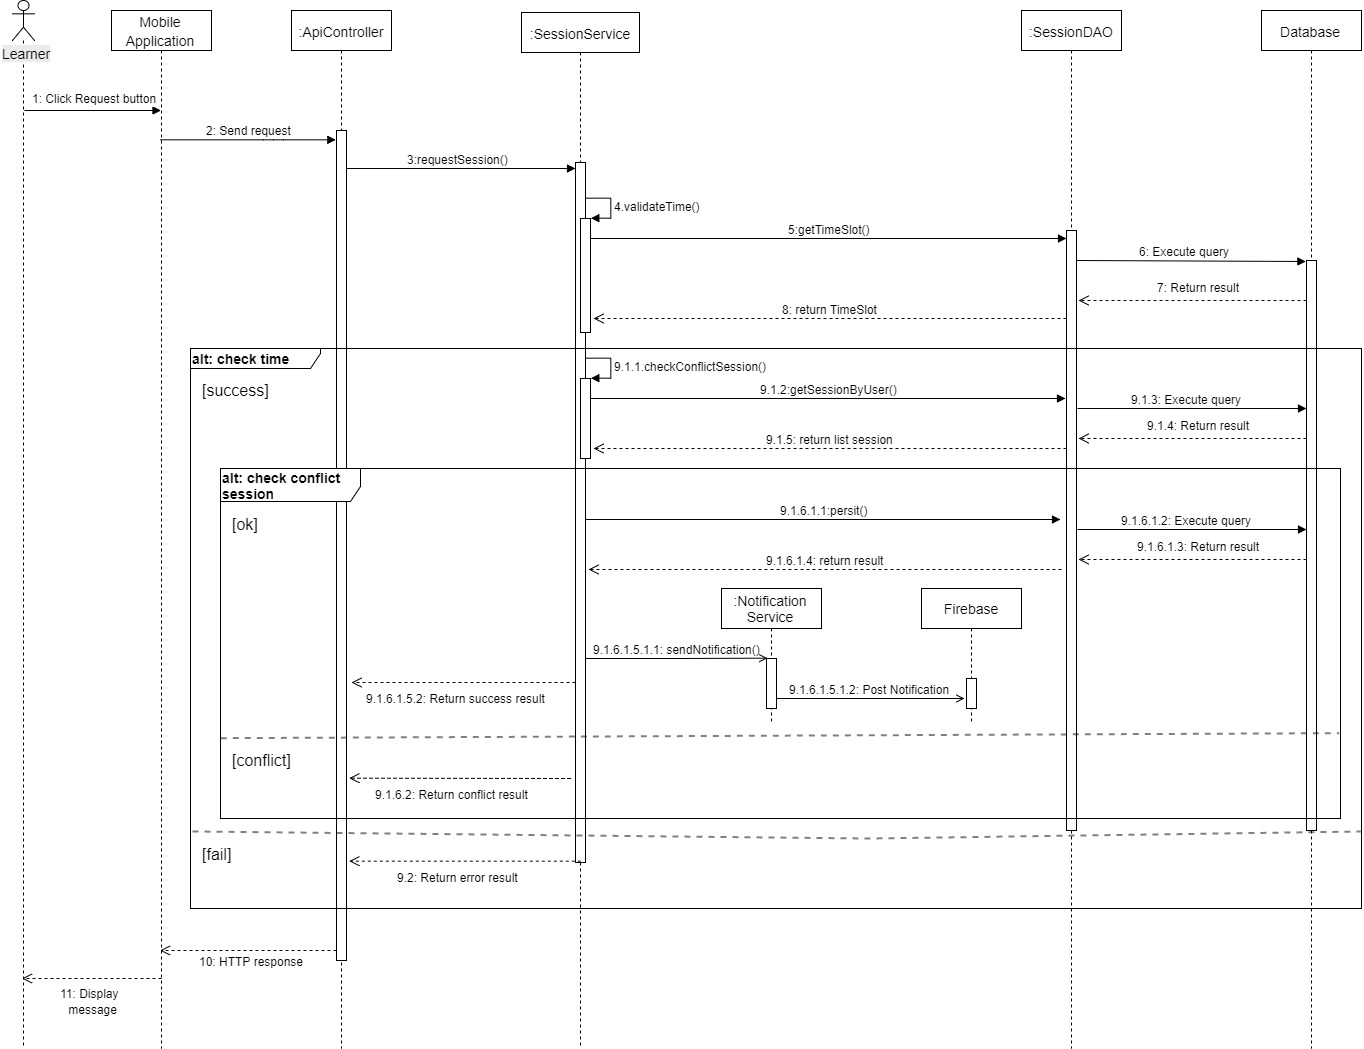 Learner
Mobile
Application
:ApiController
:SessionService
:SessionDAO
Database
1: Click Request button
2: Send request
3:requestSession()
4.validateTime()
5:getTimeSlot()
6: Execute query
7: Return result
8: return TimeSlot
alt: check time
[success]
9.1.1.checkConflictSession()
9.1.2:getSessionByUser()
9.1.3: Execute query
9.1.4: Return result
9.1.5: return list session
alt: check conflict
session
[ok]
9.1.6.1.1:persit()
9.1.6.1.2: Execute query
9.1.6.1.3: Return result
9.1.6.1.4: return result
:Notification
Service
Firebase
9.1.6.1.5.1.1: sendNotification()
9.1.6.1.5.2: Return success result
9.1.6.1.5.1.2: Post Notification
[conflict]
9.1.6.2: Return conflict result
[fail]
9.2: Return error result
10: HTTP response
11: Display
message